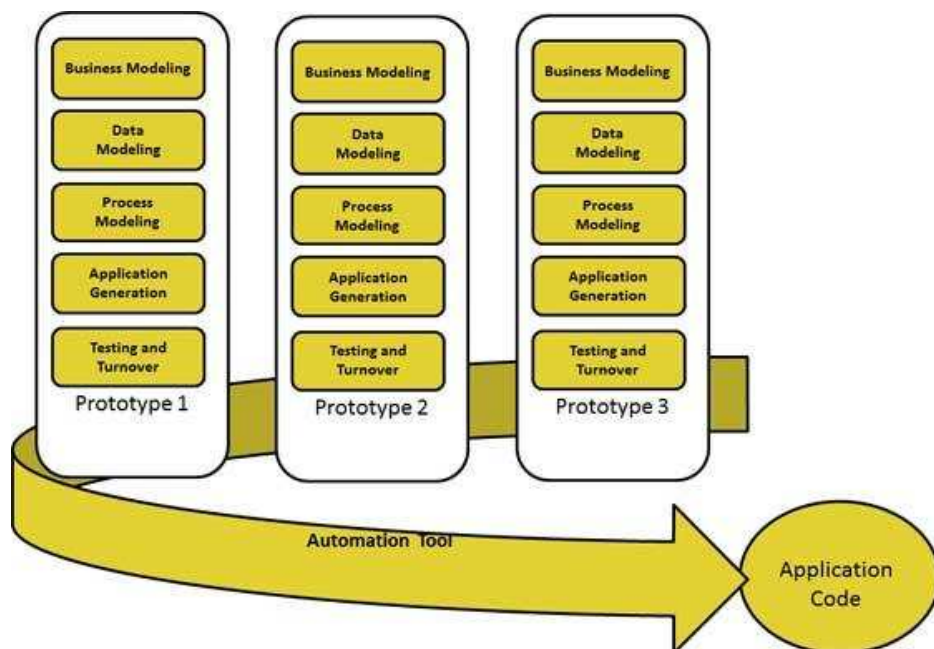 Business Modeling
Data
Modeling
Process
Modeling
Application
Generation
Testing and
Turnover
Prototype 1
Business Modeling
Data
Modeling
Process
Modeling
Application
Generation
Testing and
Turnover
Prototype 2
Business Modeling
Data
Modeling
Process
Modeling
Application
Generation
Testing and
Turnover
Prototype 3
Automation Tool
Application
Code